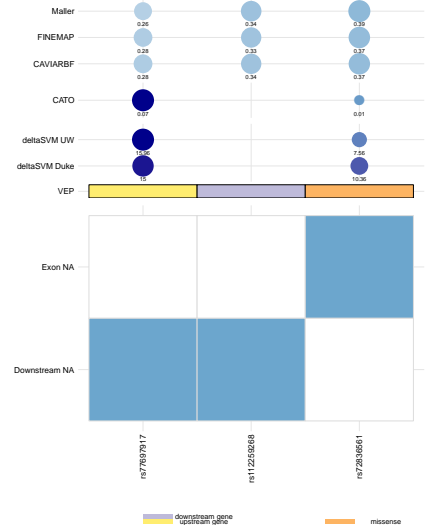 Maller
0.26 0.34 0.39
FINEMAP
0.28 0.33 0.37
CAVIARBF
0.28 0.34 0.37
CATO
0.07 0.01
deltaSVM UW
15.96 7.56
deltaSVM Duke
15 10.36
VEP
Exon NA
Downstream NA
rs77697917
rs112259268
rs72836561
downstream gene
upstream gene missense